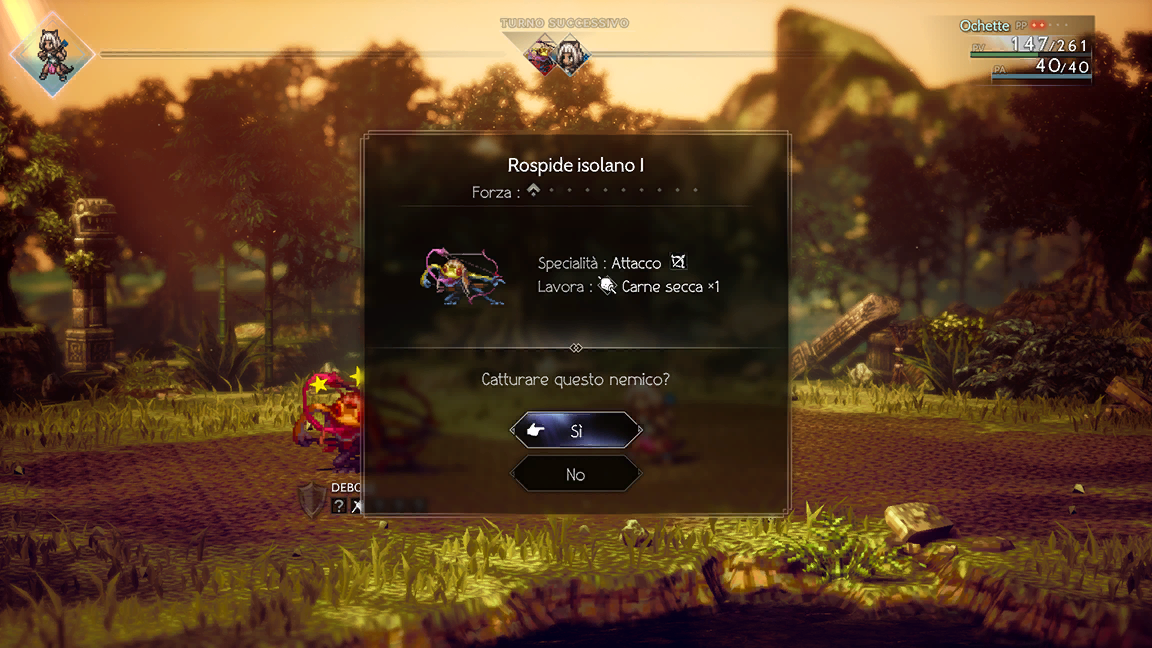 TURNO SUCCESSIVO
Ochette PP
PV 147/261
PA 40/40
Rospide isolano I
Forza :
Specialità : Attacco
Lavora : Carne secca ×1
Catturare questo nemico?
Sì
No
DEBO
?